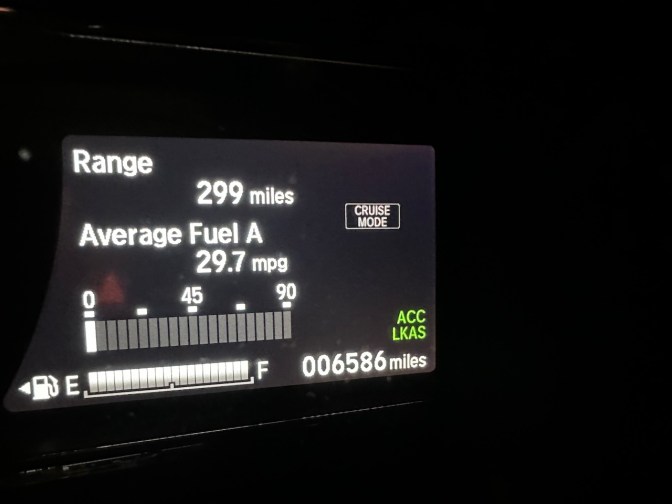 Range
299 miles
CRUISE
MODE
Average Fuel A
29.7 mpg
0 45 90
ACC
LKAS
E F
006586 miles